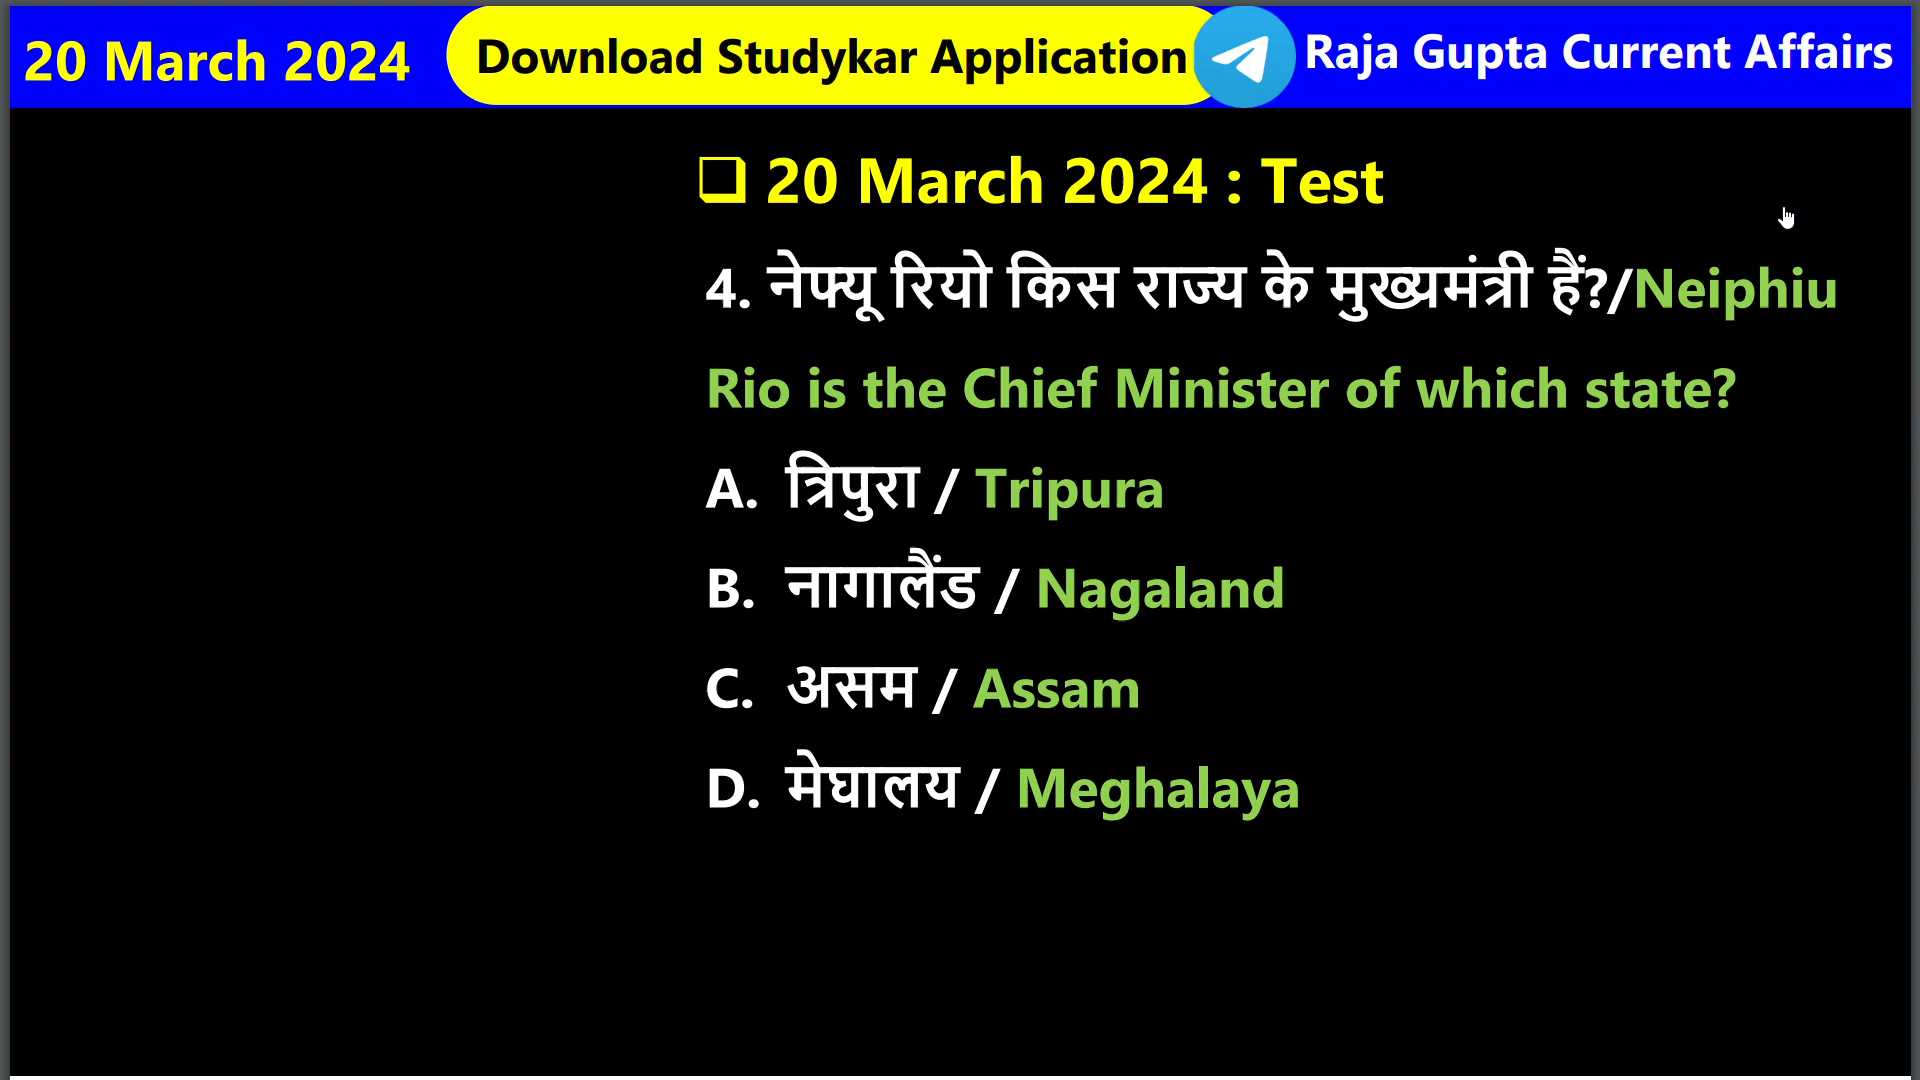 20 March 2024 Download Studykar Application Raja Gupta Current Affairs
❑ 20 March 2024 : Test
4. नेफ्यू रियो किस राज्य के मुख्यमंत्री हैं?/Neiphiu
Rio is the Chief Minister of which state?
A. त्रिपुरा / Tripura
B. नागालैंड / Nagaland
C. असम / Assam
D. मेघालय / Meghalaya